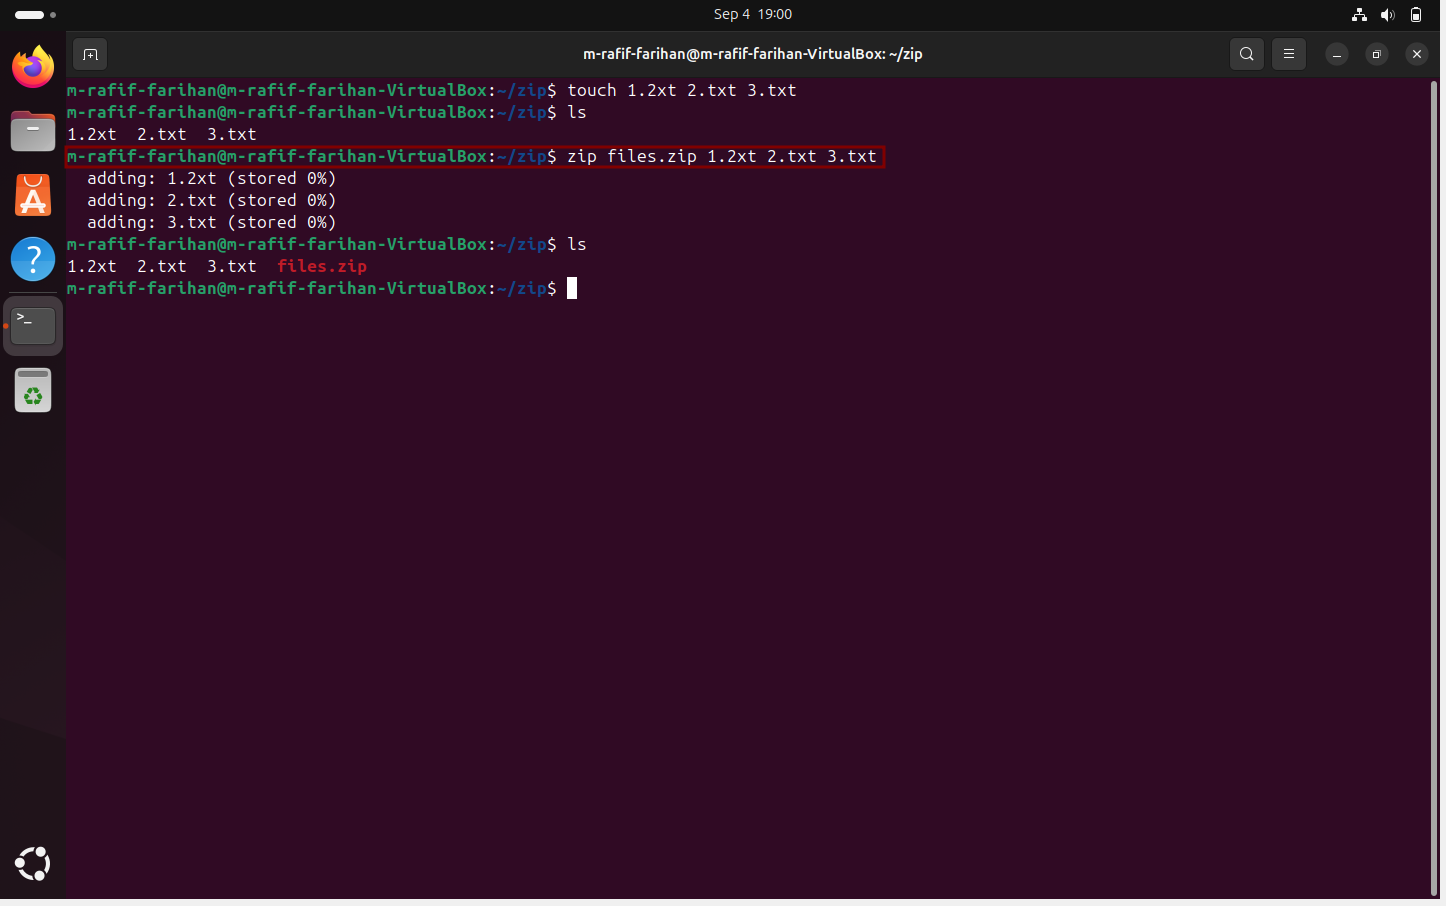 Sep 4 19:00
m-rafif-farihan@m-rafif-farihan-VirtualBox: ~/zip
m-rafif-farihan@m-rafif-farihan-VirtualBox:~/zip$ touch 1.2xt 2.txt 3.txt
m-rafif-farihan@m-rafif-farihan-VirtualBox:~/zip$ ls
1.2xt  2.txt  3.txt
m-rafif-farihan@m-rafif-farihan-VirtualBox:~/zip$ zip files.zip 1.2xt 2.txt 3.txt
  adding: 1.2xt (stored 0%)
  adding: 2.txt (stored 0%)
  adding: 3.txt (stored 0%)
m-rafif-farihan@m-rafif-farihan-VirtualBox:~/zip$ ls
1.2xt  2.txt  3.txt  files.zip
m-rafif-farihan@m-rafif-farihan-VirtualBox:~/zip$